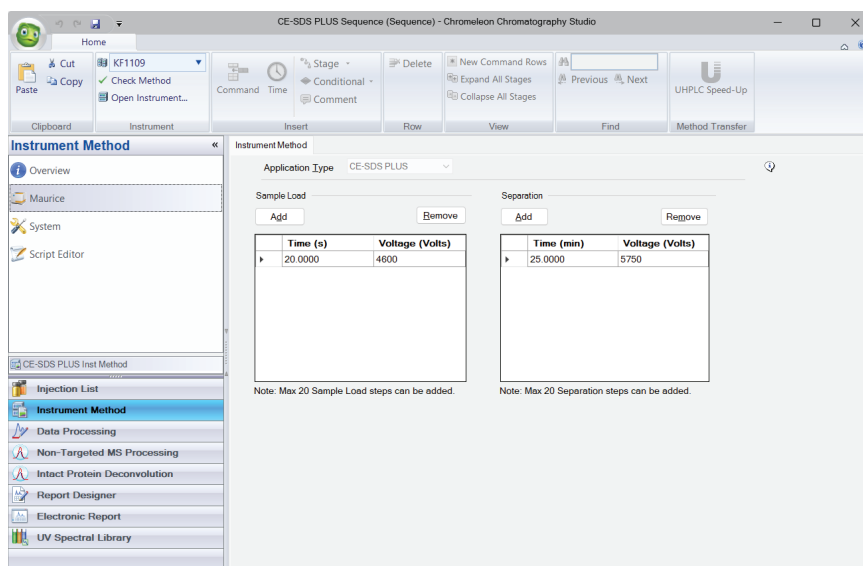 CE-SDS PLUS Sequence (Sequence) - Chromeleon Chromatography Studio
Home
Paste
Cut
Copy
Clipboard
KF1109
Check Method
Open Instrument...
Instrument
Command
Time
Stage
Conditional
Comment
Insert
Delete
Row
New Command Rows
Expand All Stages
Collapse All Stages
View
Previous
Next
Find
UHPLC Speed-Up
Method Transfer
Instrument Method «
Overview
Maurice
System
Script Editor
CE-SDS PLUS Inst Method
Injection List
Instrument Method
Data Processing
Non-Targeted MS Processing
Intact Protein Deconvolution
Report Designer
Electronic Report
UV Spectral Library
Instrument Method
Application Type CE-SDS PLUS
Sample Load
Add Remove
Time (s) Voltage (Volts)
20.0000 4600
Note: Max 20 Sample Load steps can be added.
Separation
Add Remove
Time (min) Voltage (Volts)
25.0000 5750
Note: Max 20 Separation steps can be added.